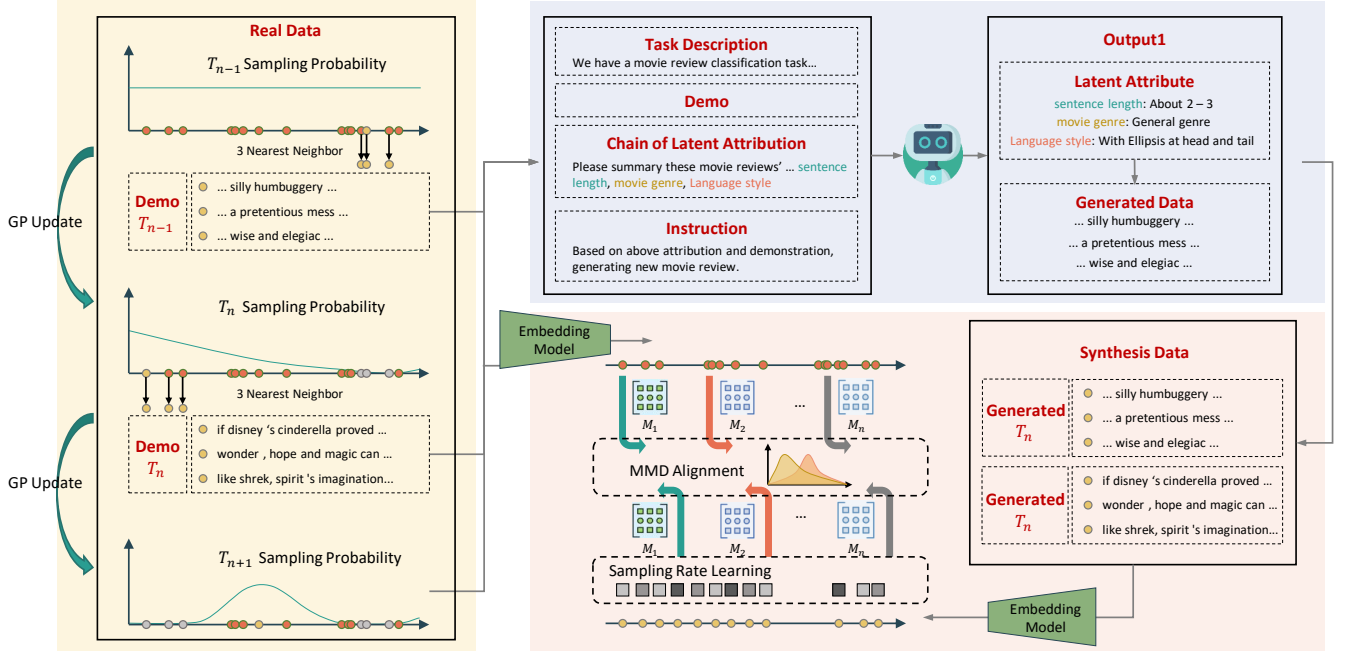 Real Data
T_{n-1} Sampling Probability
3 Nearest Neighbor
GP Update
Demo
T_{n-1}
... silly humbuggery ...
... a pretentious mess ...
... wise and elegiac ...
T_n Sampling Probability
3 Nearest Neighbor
GP Update
Demo
T_n
if disney 's cinderella proved ...
wonder , hope and magic can ...
like shrek, spirit 's imagination...
T_{n+1} Sampling Probability
Task Description
We have a movie review classification task...
Demo
Chain of Latent Attribution
Please summary these movie reviews' ... sentence
length, movie genre, Language style
Instruction
Based on above attribution and demonstration,
generating new movie review.
Output1
Latent Attribute
sentence length: About 2 – 3
movie genre: General genre
Language style: With Ellipsis at head and tail
Generated Data
... silly humbuggery ...
... a pretentious mess ...
... wise and elegiac ...
Embedding
Model
M_1
M_2
...
M_n
MMD Alignment
...
M_1
M_2
M_n
Sampling Rate Learning
Synthesis Data
Generated
T_n
... silly humbuggery ...
... a pretentious mess ...
... wise and elegiac ...
Generated
T_n
if disney 's cinderella proved ...
wonder , hope and magic can ...
like shrek, spirit 's imagination...
Embedding
Model